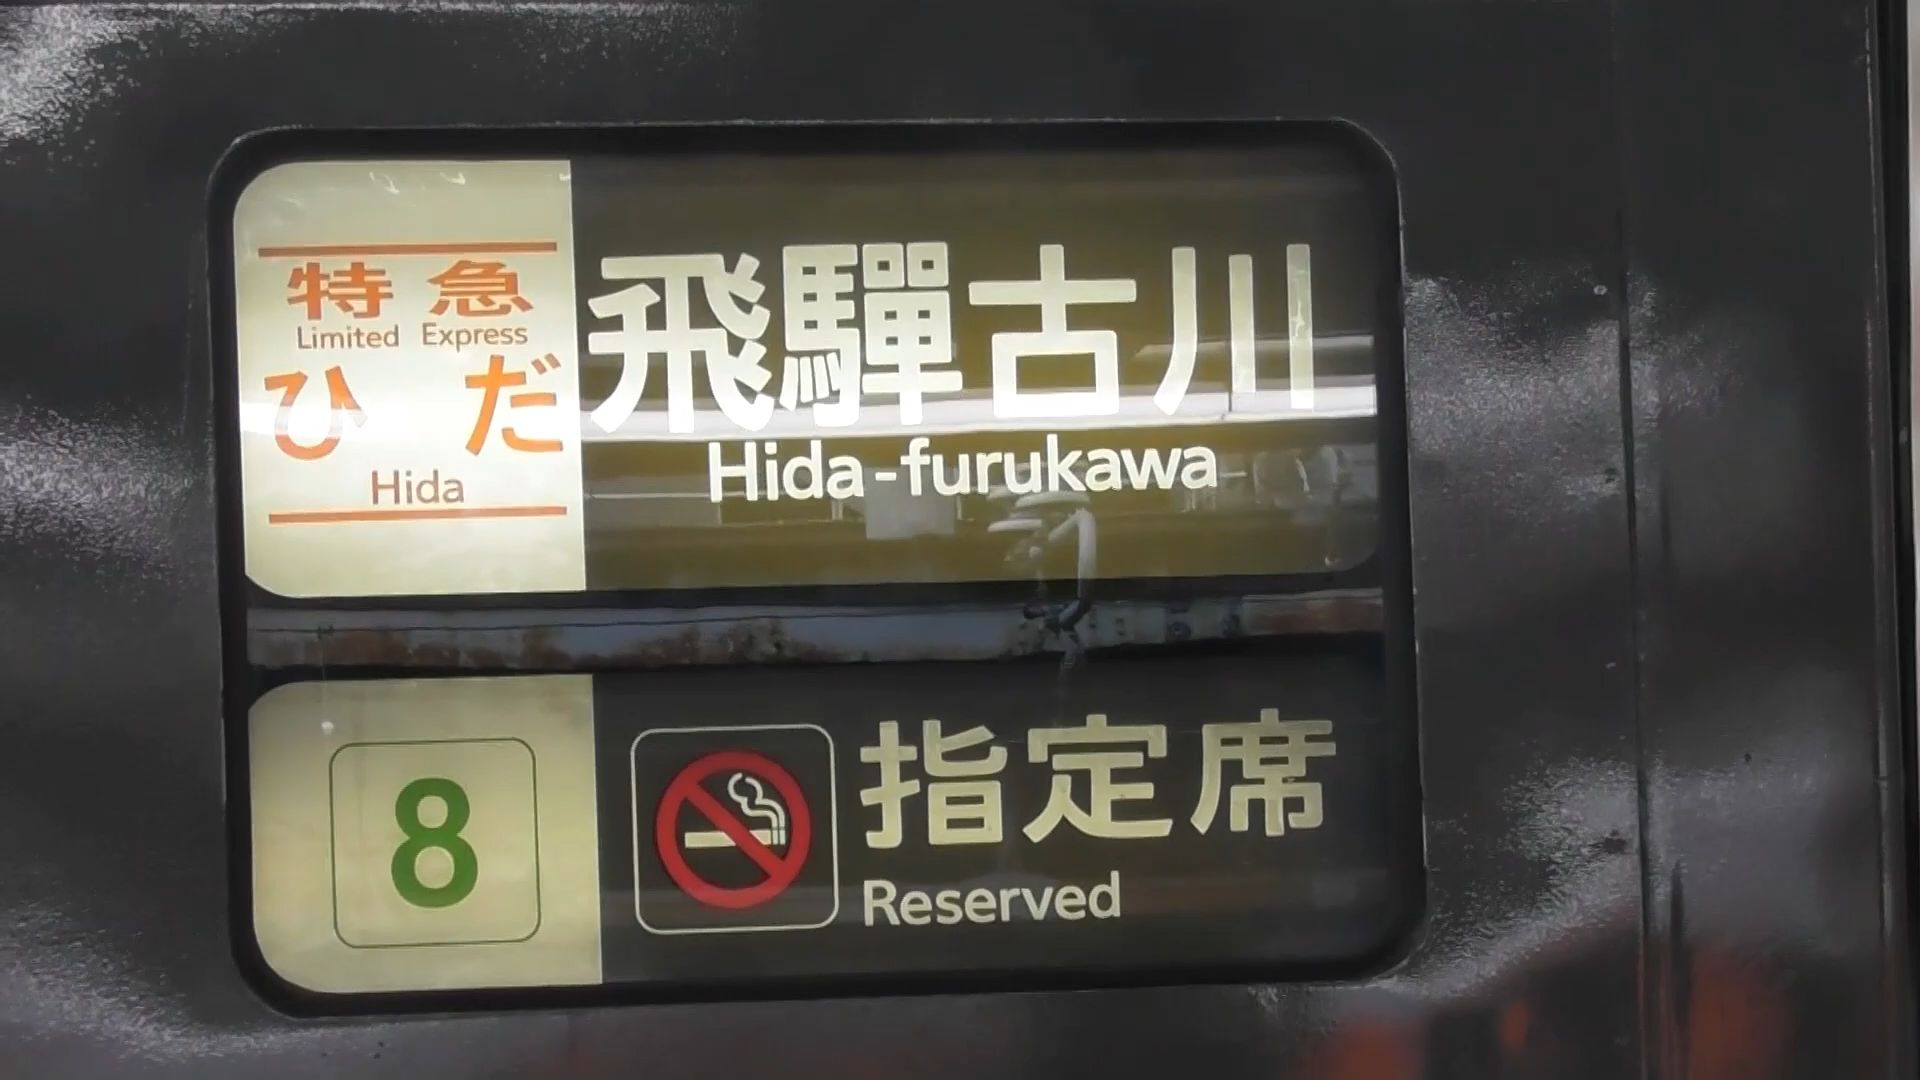 特急
Limited Express
ひだ
Hida
飛驒古川
Hida-furukawa
8
指定席
Reserved